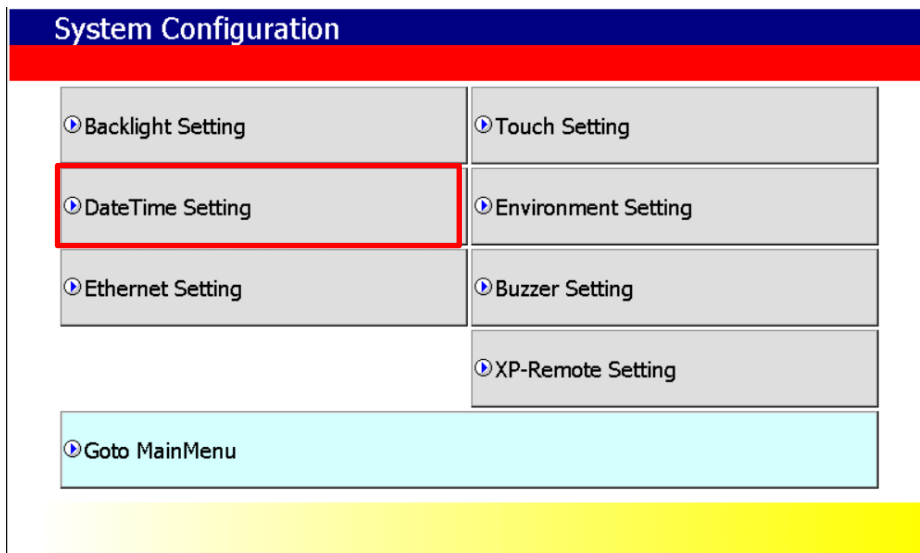 System Configuration
Backlight Setting
Touch Setting
DateTime Setting
Environment Setting
Ethernet Setting
Buzzer Setting
XP-Remote Setting
Goto MainMenu